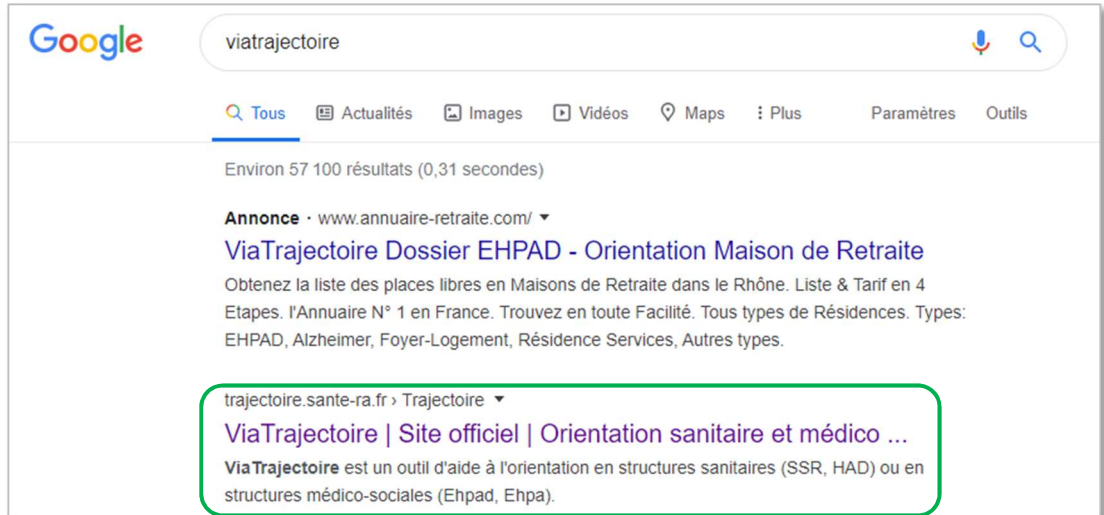 Google
viatrajectoire
Tous Actualités Images Vidéos Maps Plus Paramètres Outils
Environ 57 100 résultats (0,31 secondes)
Annonce · www.annuaire-retraite.com/
ViaTrajectoire Dossier EHPAD - Orientation Maison de Retraite
Obtenez la liste des places libres en Maisons de Retraite dans le Rhône. Liste & Tarif en 4
Etapes. l'Annuaire N° 1 en France. Trouvez en toute Facilité. Tous types de Résidences. Types:
EHPAD, Alzheimer, Foyer-Logement, Résidence Services, Autres types.
trajectoire.sante-ra.fr › Trajectoire
ViaTrajectoire | Site officiel | Orientation sanitaire et médico ...
ViaTrajectoire est un outil d'aide à l'orientation en structures sanitaires (SSR, HAD) ou en
structures médico-sociales (Ehpad, Ehpa).